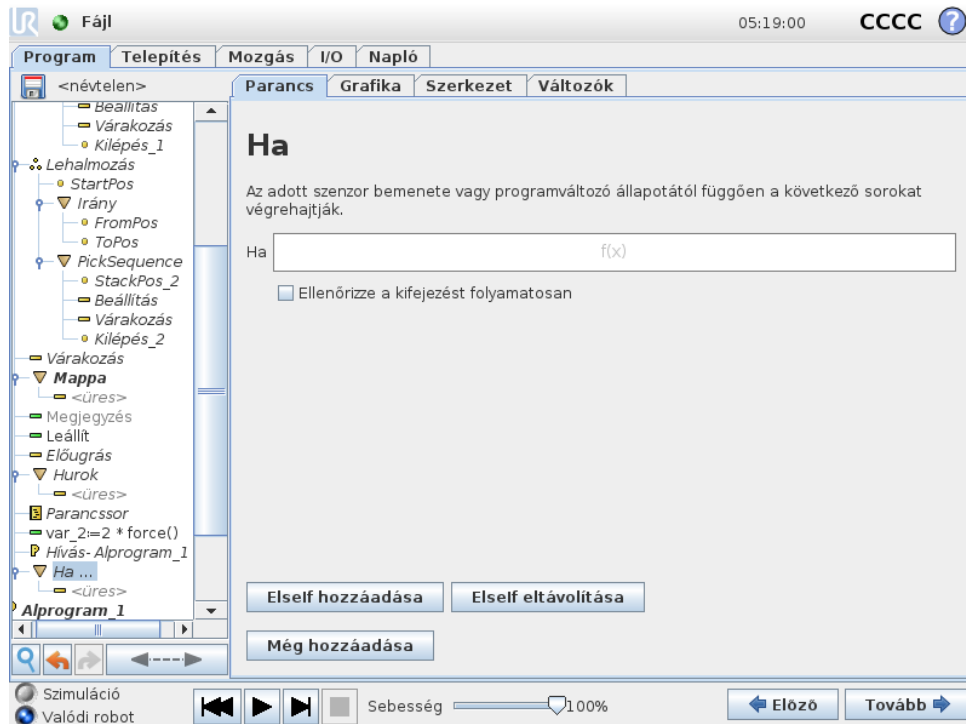 UR Fájl 05:19:00 CCCC ?
Program Telepítés Mozgás I/O Napló
<névtelen>
Parancs Grafika Szerkezet Változók
Beállítás
Várakozás
Kilépés_1
Lehalmozás
StartPos
Irány
FromPos
ToPos
PickSequence
StackPos_2
Beállítás
Várakozás
Kilépés_2
Várakozás
Mappa
<üres>
Megjegyzés
Leállít
Előugrás
Hurok
<üres>
Parancssor
var_2:=2 * force()
P Hívás- Alprogram_1
Ha ...
<üres>
Alprogram_1
Ha
Az adott szenzor bemenete vagy programváltozó állapotától függően a következő sorokat
végrehajtják.
Ha f(x)
Ellenőrizze a kifejezést folyamatosan
ElseIf hozzáadása ElseIf eltávolítása
Még hozzáadása
Szimuláció
Valódi robot
Sebesség 100%
Előző Tovább